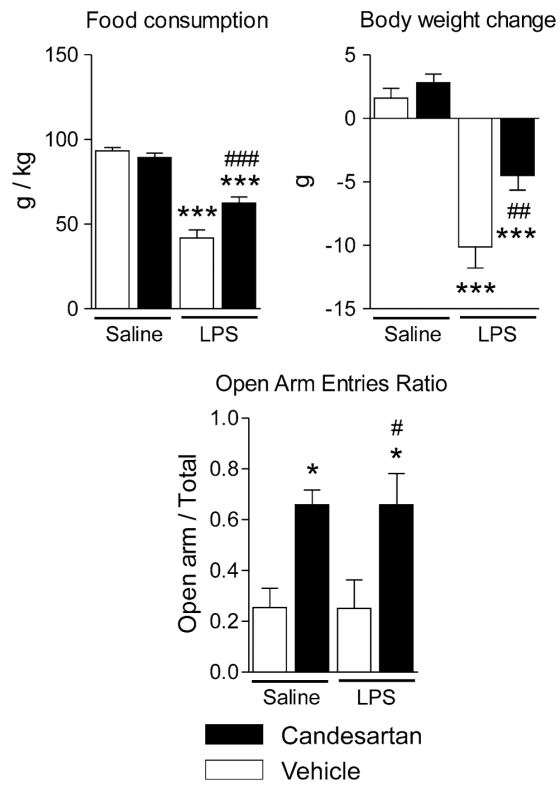 Food consumption
150
100
50
0
g / kg
***
###
***
Saline
LPS
Body weight change
5
0
-5
-10
-15
g
***
##
***
Saline
LPS
Open Arm Entries Ratio
1.0
0.8
0.6
0.4
0.2
0.0
Open arm / Total
*
#
*
Saline
LPS
Candesartan
Vehicle